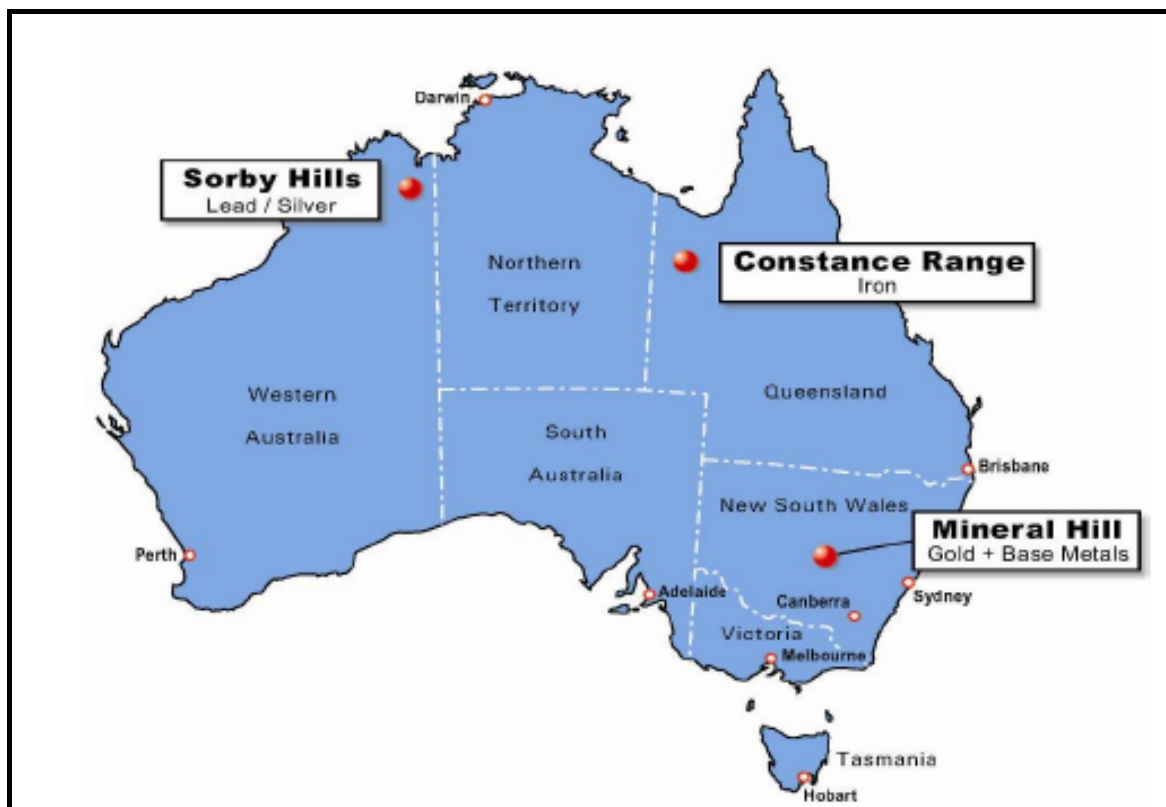 Darwin
Sorby Hills
Lead / Silver
Constance Range
Iron
Northern
Territory
Western
Australia
Queensland
South
Australia
Brisbane
New South Wales
Mineral Hill
Gold + Base Metals
Perth
Adelaide
Canberra
Sydney
Victoria
Melbourne
Tasmania
Hobart